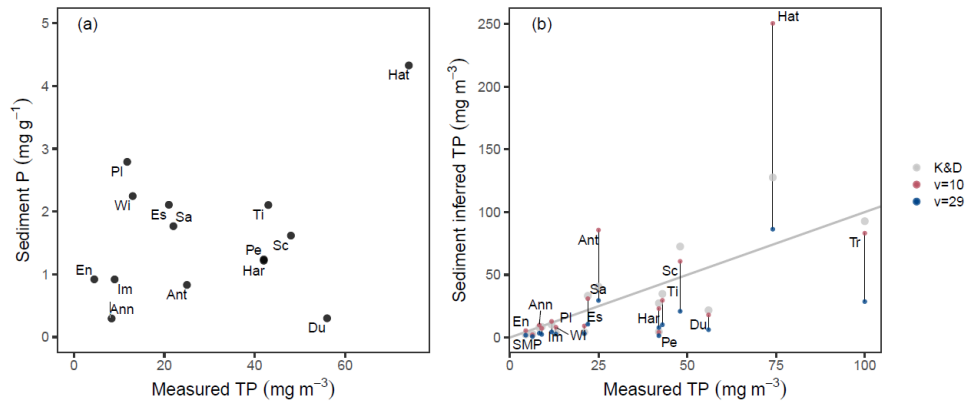 (a)
5
4
3
2
1
0
Sediment P (mg g⁻¹)
Hat
Pl
Wi
Es
Sa
Ti
Sc
Pe
Har
En
Im
Ann
Ant
Du
0
20
40
60
Measured TP (mg m⁻³)
(b)
250
200
150
100
50
0
Sediment inferred TP (mg m⁻³)
Hat
Ant
Tr
Sc
Sa
Ti
Ann
En
Pl
Es
Har
Du
SMP
Im
Wi
Pe
0
25
50
75
100
Measured TP (mg m⁻³)
K&D
v=10
v=29